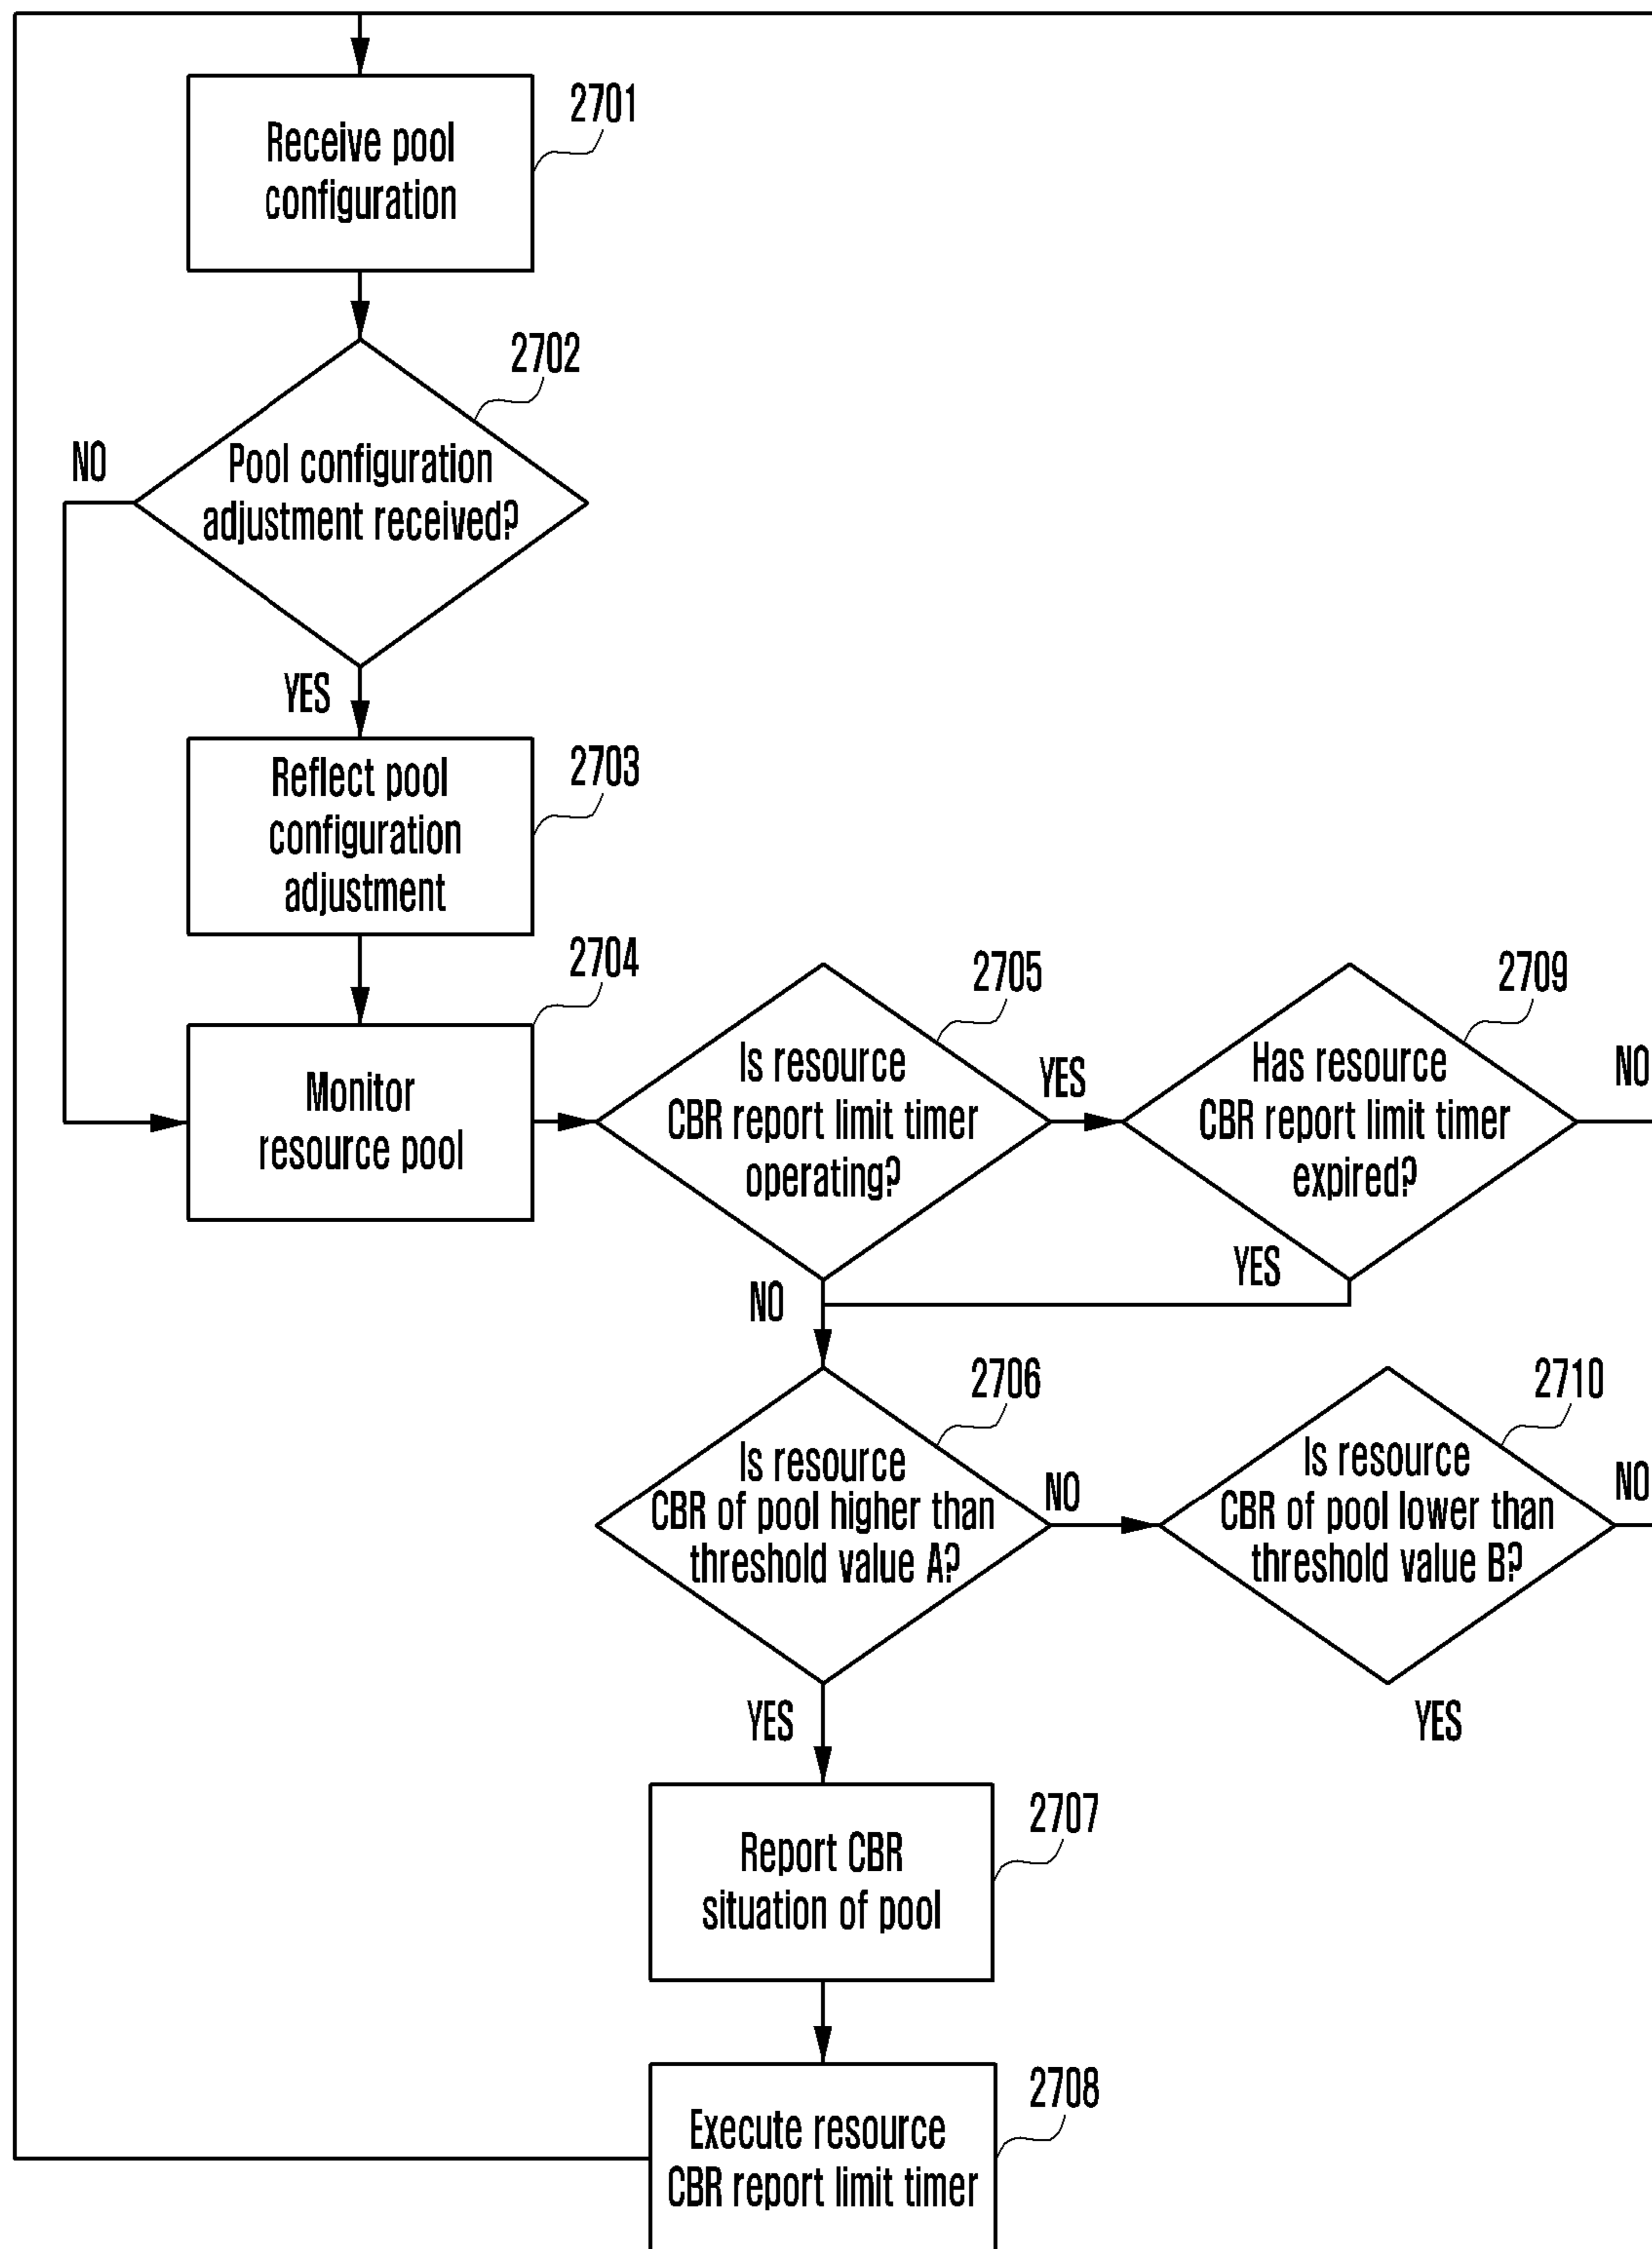 2701
Receive pool
configuration
2702
NO
Pool configuration
adjustment received?
YES
2703
Reflect pool
configuration
adjustment
2704
Monitor
resource pool
2705
Is resource
CBR report limit timer
operating?
YES
2709
Has resource
CBR report limit timer
expired?
NO
YES
NO
2706
Is resource
CBR of pool higher than
threshold value A?
NO
2710
Is resource
CBR of pool lower than
threshold value B?
NO
YES
YES
2707
Report CBR
situation of pool
2708
Execute resource
CBR report limit timer